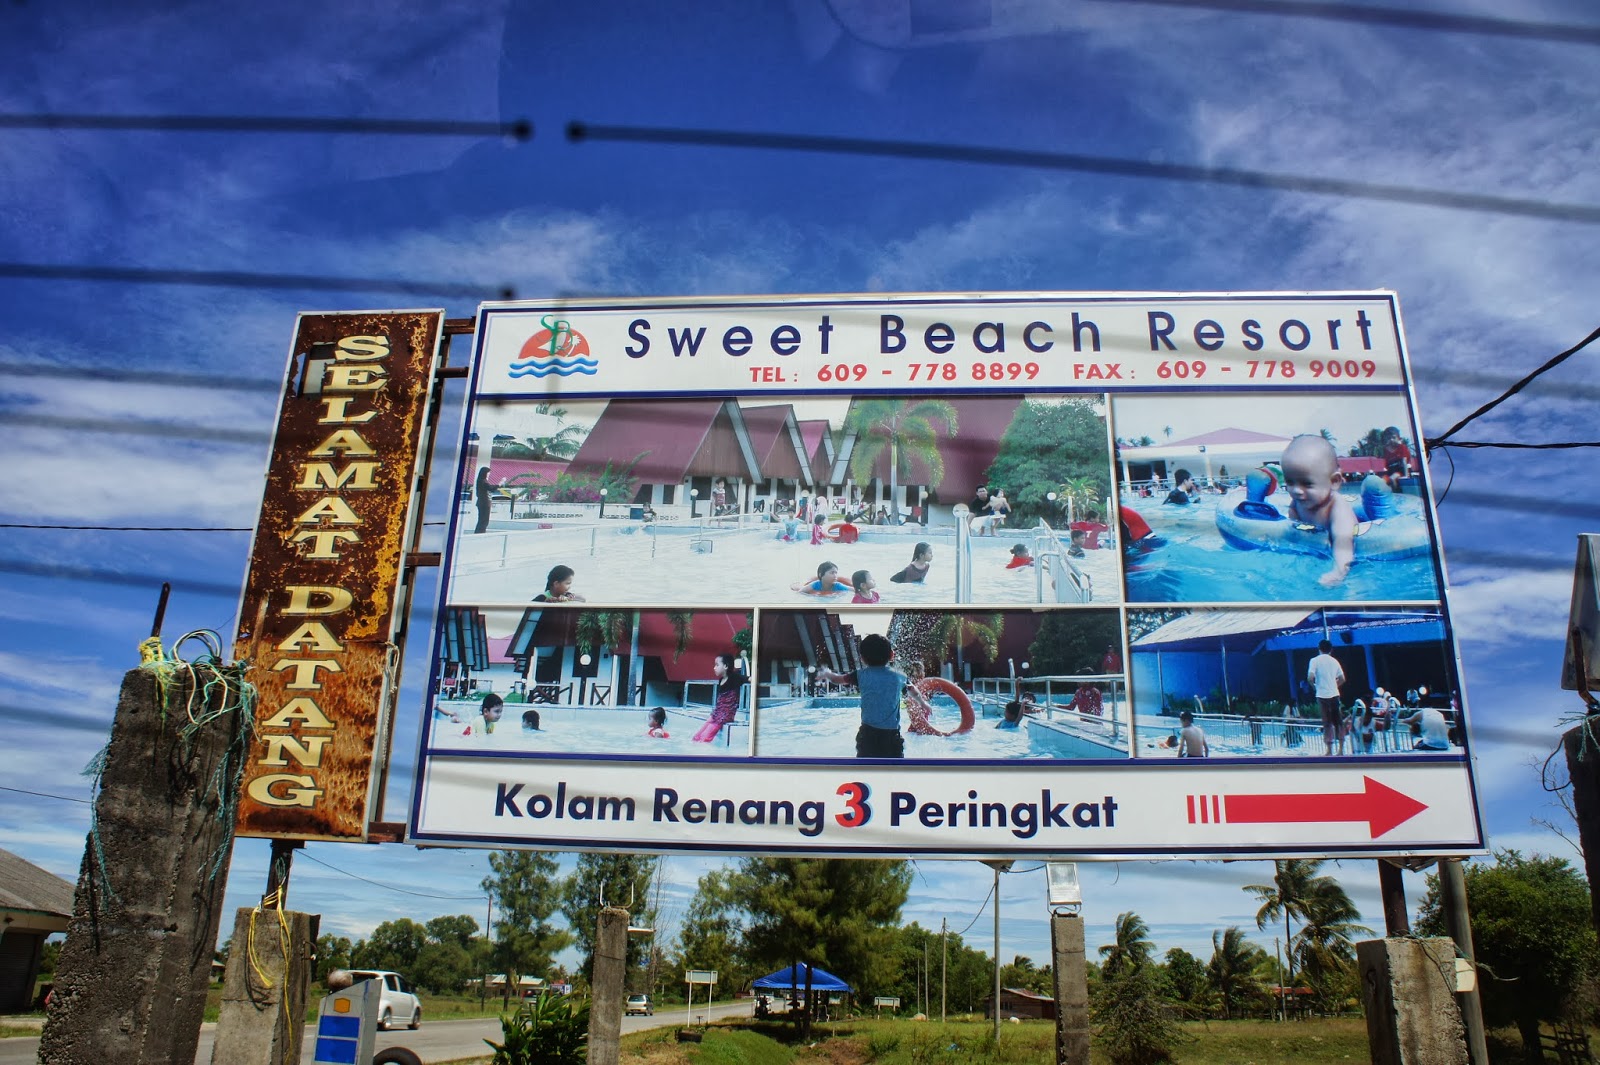 SELAMAT DATANG
Sweet Beach Resort
TEL : 609 - 778 8899 FAX : 609 - 778 9009
Kolam Renang 3 Peringkat